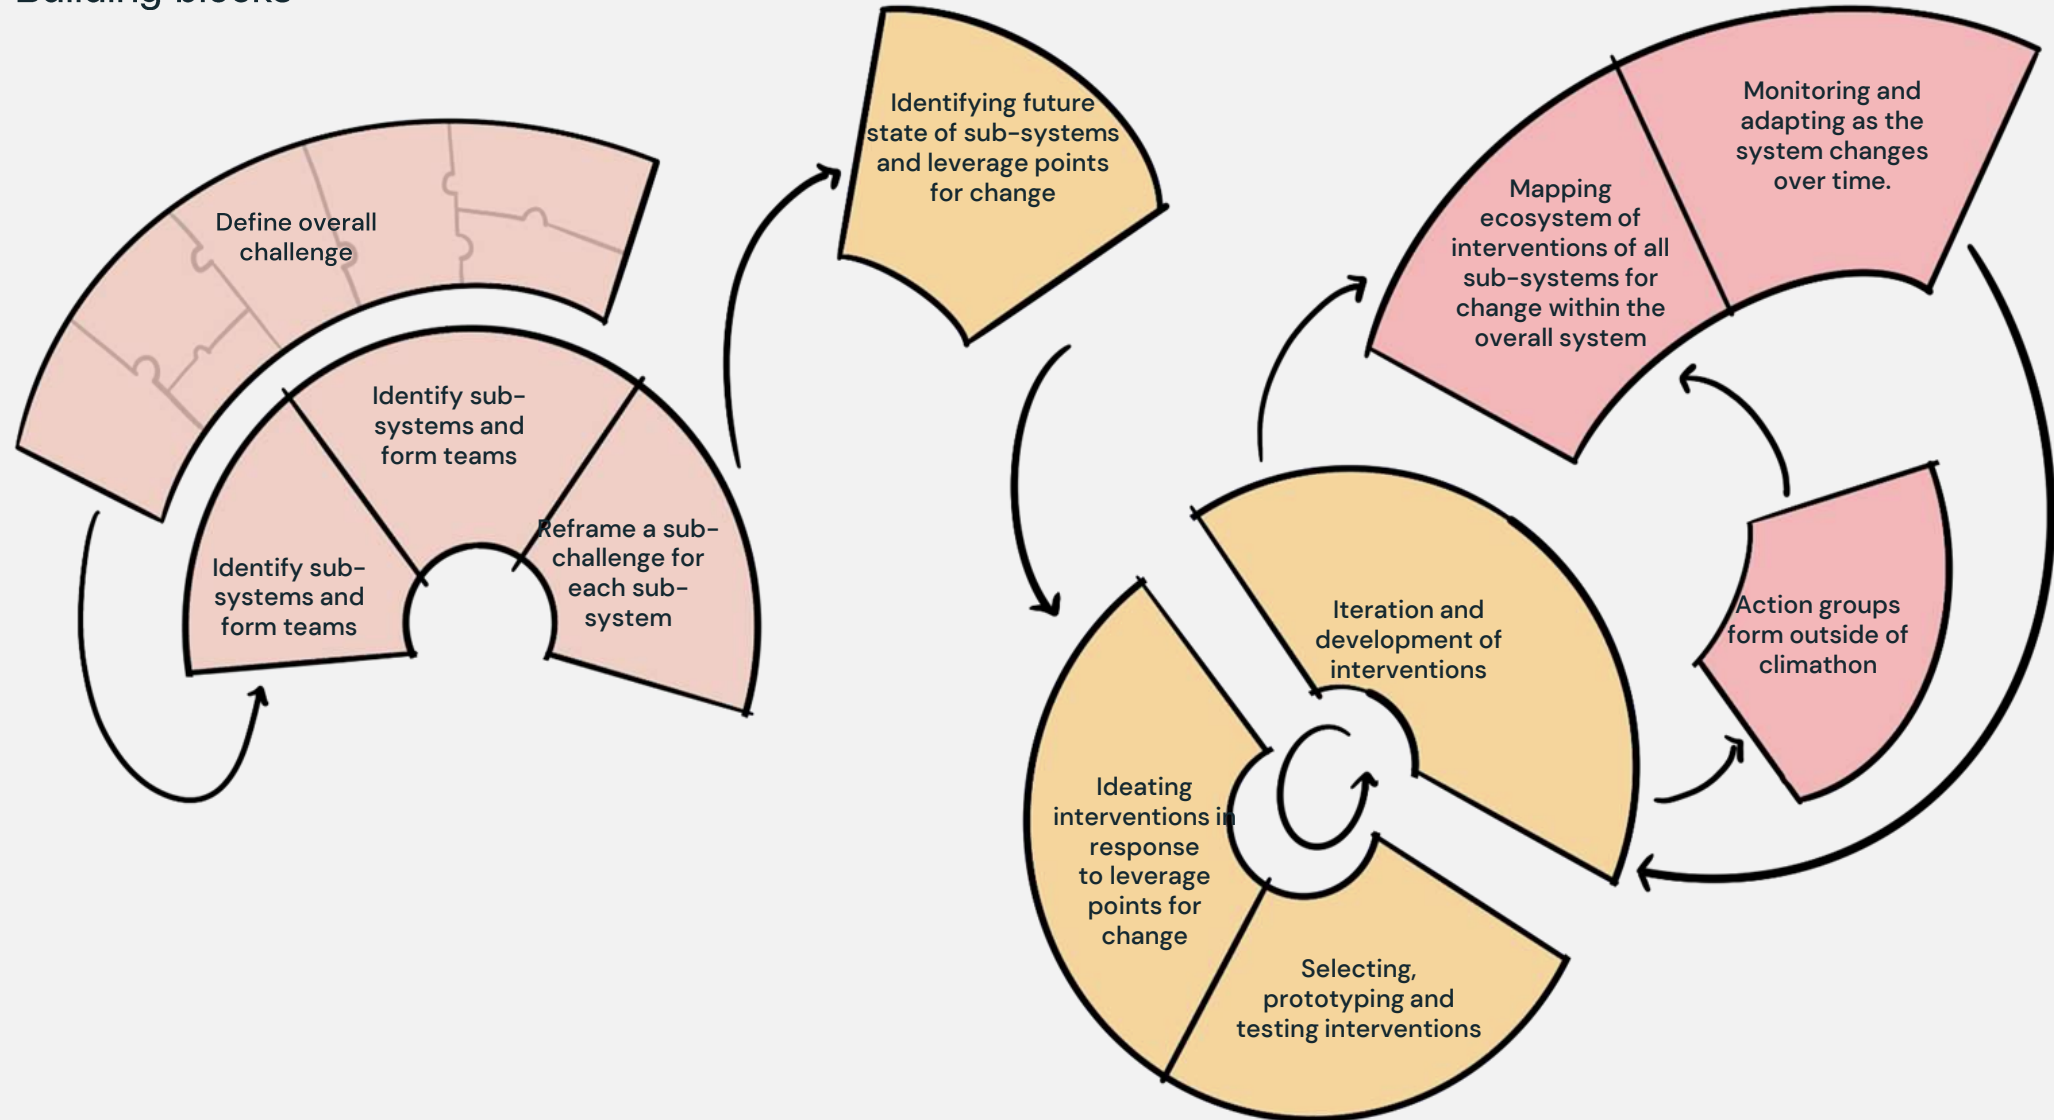 Building blocks
Define overall
challenge
Identify sub-
systems and
form teams
Identify sub-
systems and
form teams
Reframe a sub-
challenge for
each sub-
system
Identifying future
state of sub-systems
and leverage points
for change
Ideating
interventions in
response
to leverage
points for
change
Selecting,
prototyping and
testing interventions
Iteration and
development of
interventions
Mapping
ecosystem of
interventions of all
sub-systems for
change within the
overall system
Monitoring and
adapting as the
system changes
over time.
Action groups
form outside of
climathon